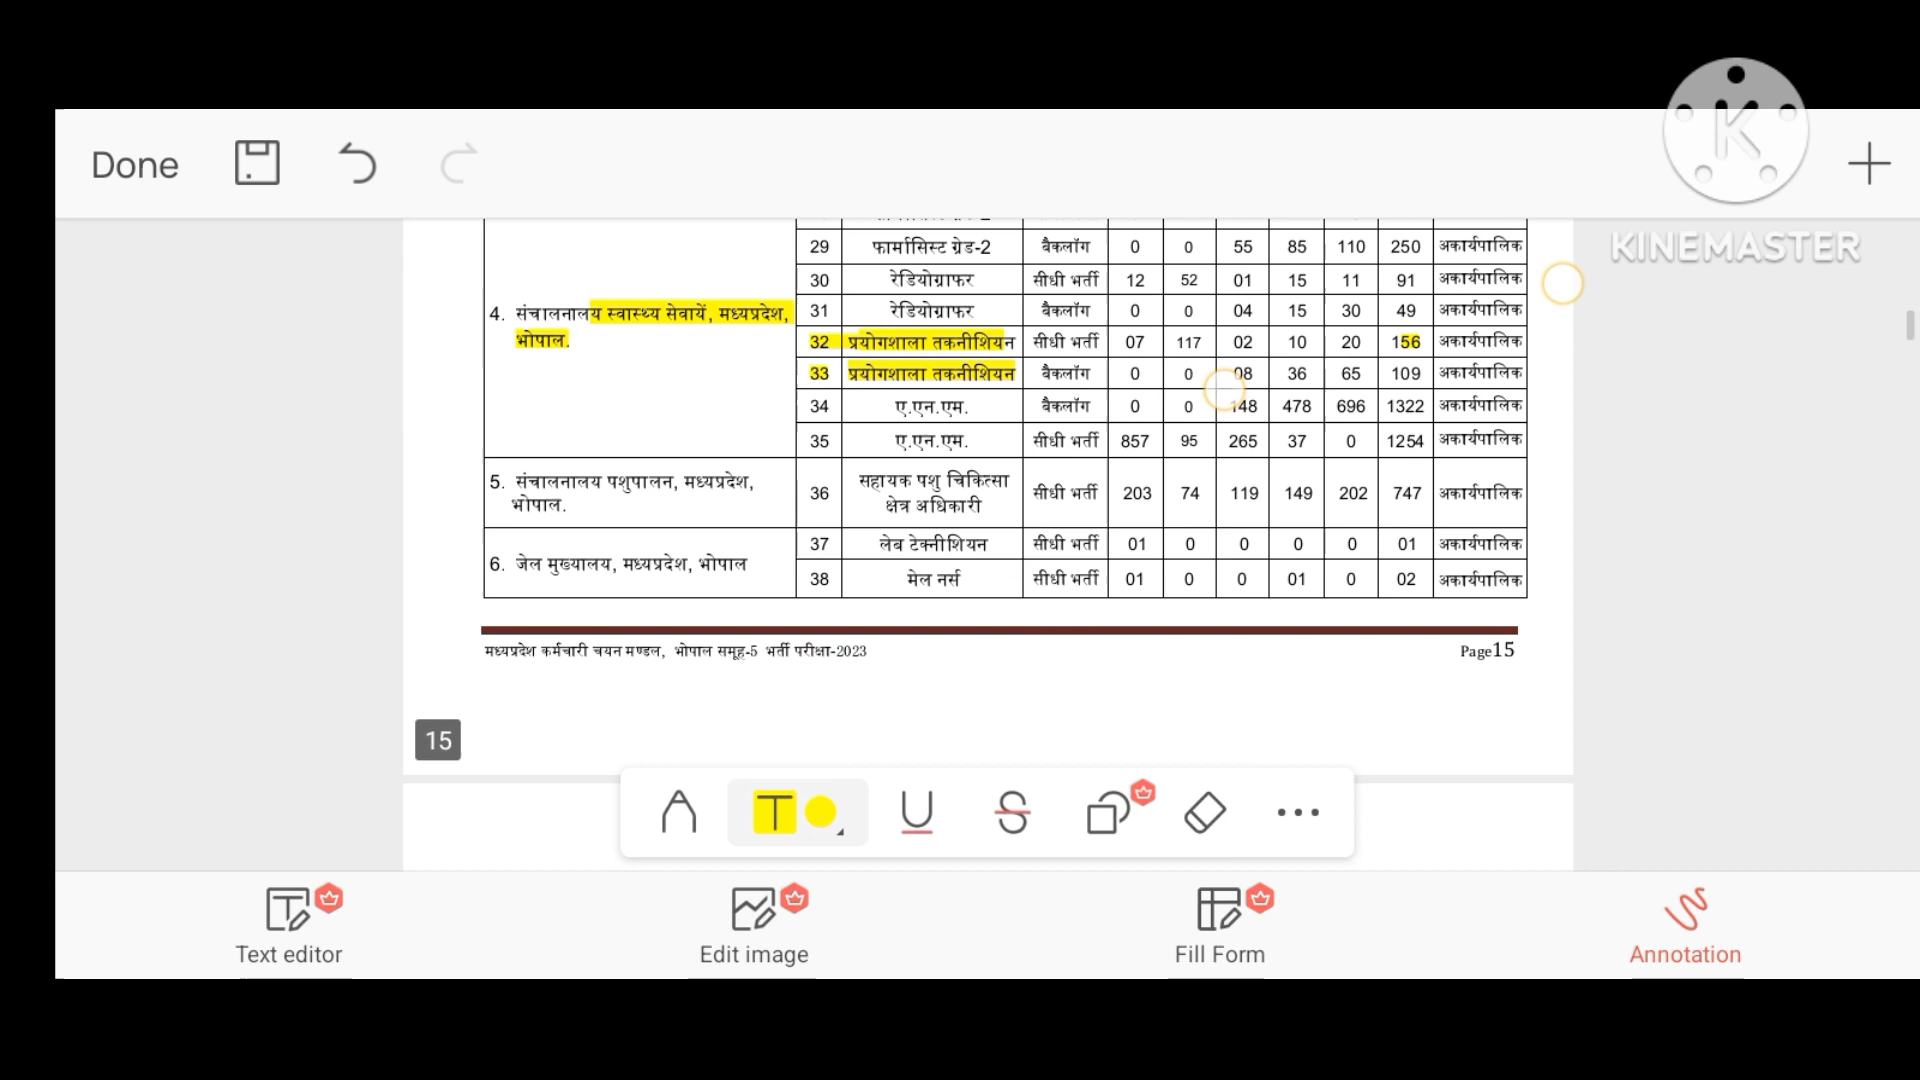 Done
KINEMASTER
29 फार्मासिस्ट ग्रेड-2 बैकलॉग 0 0 55 85 110 250 अकार्यपालिक
30 रेडियोग्राफर सीधी भर्ती 12 52 01 15 11 91 अकार्यपालिक
4. संचालनालय स्वास्थ्य सेवायें, मध्यप्रदेश,
भोपाल.
31 रेडियोग्राफर बैकलॉग 0 0 04 15 30 49 अकार्यपालिक
32 प्रयोगशाला तकनीशियन सीधी भर्ती 07 117 02 10 20 156 अकार्यपालिक
33 प्रयोगशाला तकनीशियन बैकलॉग 0 0 08 36 65 109 अकार्यपालिक
34 ए.एन.एम. बैकलॉग 0 0 148 478 696 1322 अकार्यपालिक
35 ए.एन.एम. सीधी भर्ती 857 95 265 37 0 1254 अकार्यपालिक
5. संचालनालय पशुपालन, मध्यप्रदेश,
भोपाल.
36 सहायक पशु चिकित्सा
क्षेत्र अधिकारी सीधी भर्ती 203 74 119 149 202 747 अकार्यपालिक
6. जेल मुख्यालय, मध्यप्रदेश, भोपाल
37 लेब टेक्नीशियन सीधी भर्ती 01 0 0 0 0 01 अकार्यपालिक
38 मेल नर्स सीधी भर्ती 01 0 0 01 0 02 अकार्यपालिक
मध्यप्रदेश कर्मचारी चयन मण्डल, भोपाल समूह-5 भर्ती परीक्षा-2023 Page15
15
Text editor
Edit image
Fill Form
Annotation